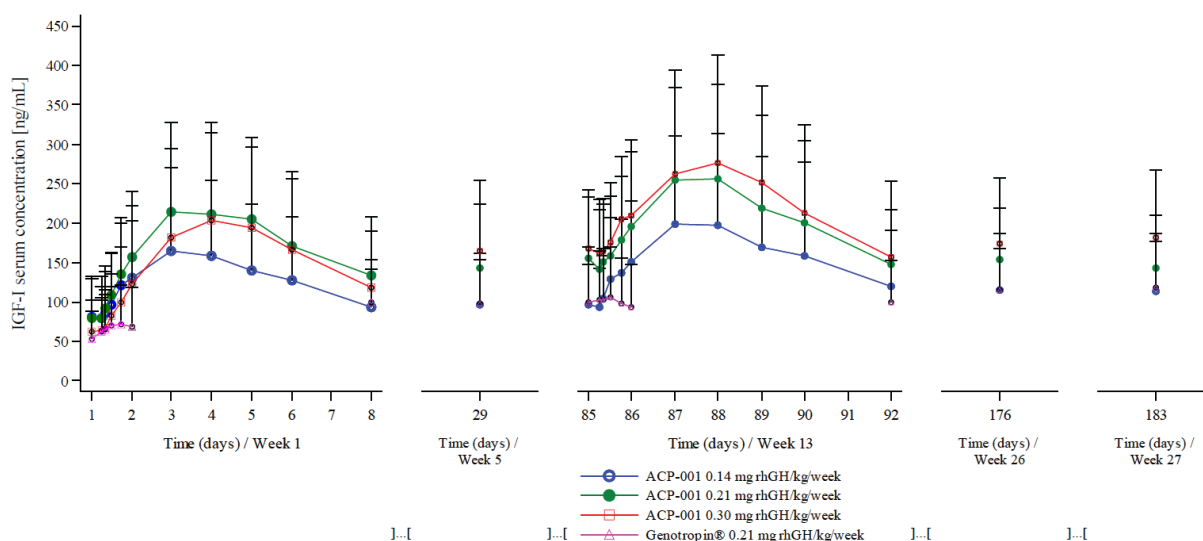 450
400
350
300
250
200
150
100
50
0
IGF-I serum concentration [ng/mL]
1 2 3 4 5 6 7 8 29 85 86 87 88 89 90 91 92 176 183
Time (days) / Week 1
Time (days) /
Week 5
Time (days) / Week 13
Time (days) /
Week 26
Time (days) /
Week 27
ACP-001 0.14 mg rhGH/kg/week
ACP-001 0.21 mg rhGH/kg/week
ACP-001 0.30 mg rhGH/kg/week
Genotropin® 0.21 mg rhGH/kg/week
]...[ ]...[ ]...[ ]...[